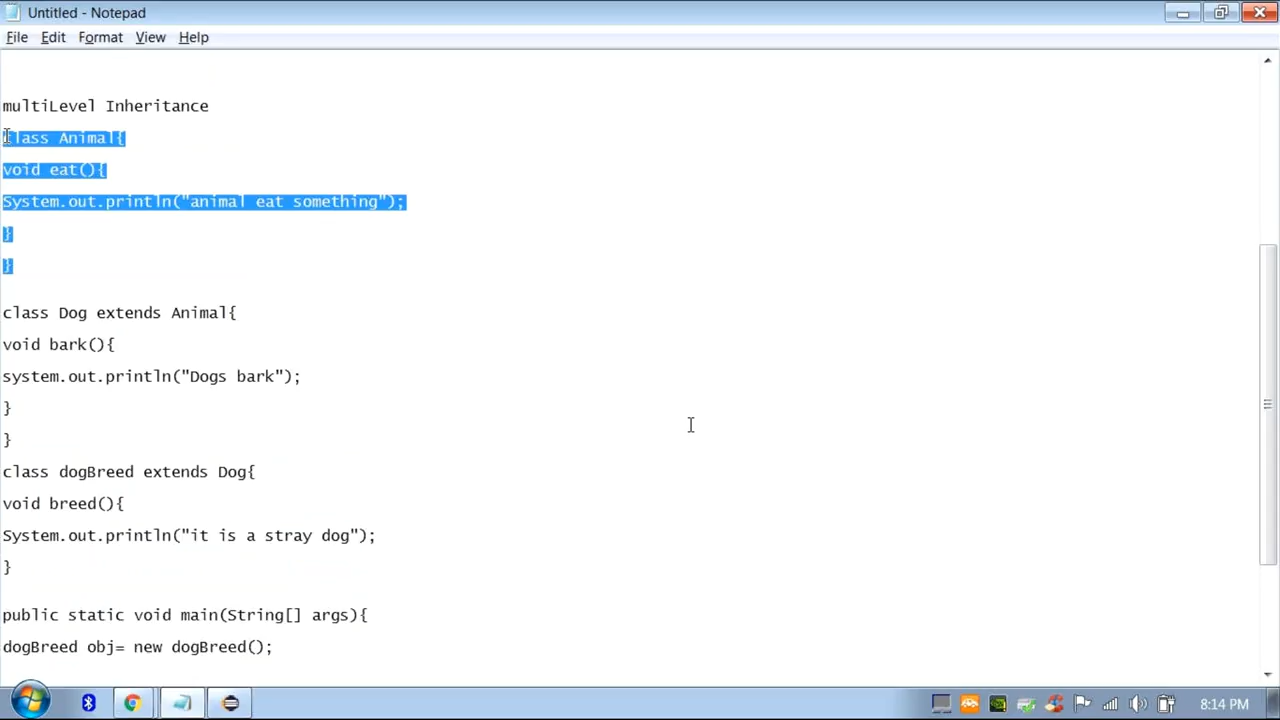 Untitled - Notepad
File Edit Format View Help
multiLevel Inheritance
class Animal{
void eat(){
System.out.println("animal eat something");
}
}
class Dog extends Animal{
void bark(){
system.out.println("Dogs bark");
}
}
class dogBreed extends Dog{
void breed(){
System.out.println("it is a stray dog");
}
public static void main(String[] args){
dogBreed obj= new dogBreed();
8:14 PM